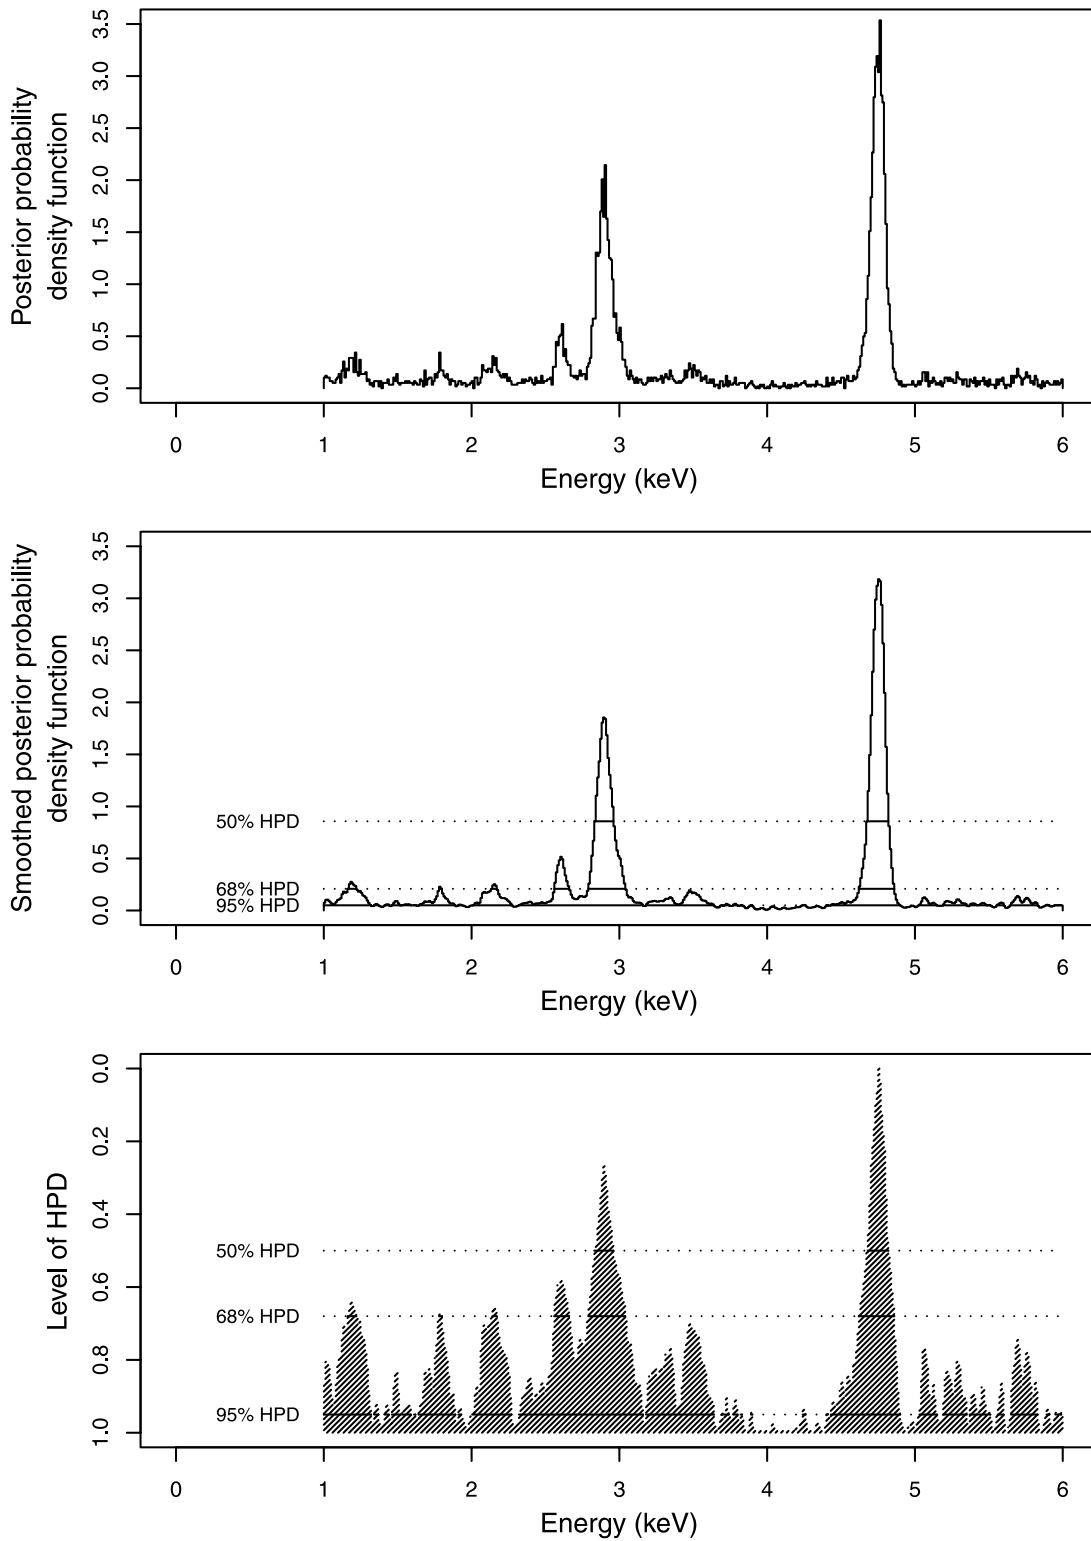 Posterior probability
density function
3.5
3.0
2.5
2.0
1.5
1.0
0.5
0.0
0 1 2 3 4 5 6
Energy (keV)
Smoothed posterior probability
density function
3.5
3.0
2.5
2.0
1.5
1.0
0.5
0.0
50% HPD
68% HPD
95% HPD
0 1 2 3 4 5 6
Energy (keV)
Level of HPD
0.0
0.2
0.4
0.6
0.8
1.0
50% HPD
68% HPD
95% HPD
0 1 2 3 4 5 6
Energy (keV)